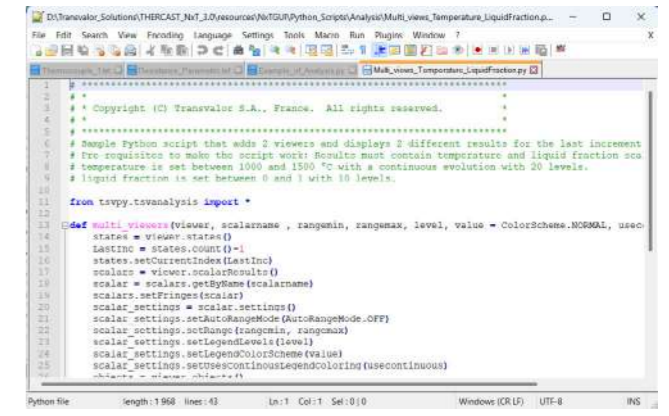 D:\Transvalor_Solutions\THERCAST_NxT_3.0\resources\NxTGUI\Python_Scripts\Analysis\Multi_views_Temperature_LiquidFraction.p...
File Edit Search View Encoding Language Settings Tools Macro Run Plugins Window ? X
Multi_views_Temperature_LiquidFraction.py
1 # ************************************************************
2 # * *
3 # * Copyright (C) Transvalor S.A., France. All rights reserved. *
4 # * *
5 # ************************************************************
6 # Sample Python script that adds 2 viewers and displays 2 different results for the last increment
7 # Pre requisites to make the script work: Results must contain temperature and liquid fraction sca
8 # temperature is set between 1000 and 1500 °C with a continuous evolution with 20 levels.
9 # liquid fraction is set between 0 and 1 with 10 levels.
10
11 from tsvpy.tsvanalysis import *
12
13 def multi_viewers(viewer, scalarname , rangemin, rangemax, level, value = ColorScheme.NORMAL, usec
14 states = viewer.states()
15 LastInc = states.count()-1
16 states.setCurrentIndex(LastInc)
17 scalars = viewer.scalarResults()
18 scalar = scalars.getByName(scalarname)
19 scalars.setFringes(scalar)
20 scalar_settings = scalar.settings()
21 scalar_settings.setAutoRangeMode(AutoRangeMode.OFF)
22 scalar_settings.setRange(rangemin, rangemax)
23 scalar_settings.setLegendLevels(level)
24 scalar_settings.setLegendColorScheme(value)
25 scalar_settings.setUsesContinousLegendColoring(usecontinuous)
Python file length : 1 968 lines : 43 Ln : 1 Col : 1 Sel : 0 | 0 Windows (CR LF) UTF-8 INS